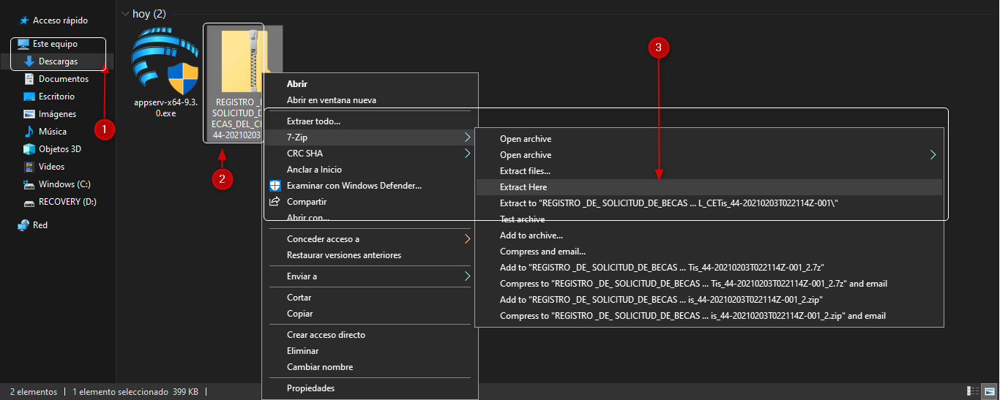 Acceso rápido
Este equipo
Descargas
Documentos
Escritorio
Imágenes
Música
Objetos 3D
Videos
Windows (C:)
RECOVERY (D:)
Red
1
hoy (2)
appserv-x64-9.3.
0.exe
REGISTRO _
SOLICITUD_D
ECAS_DEL_C
44-20210203
2
Abrir
Abrir en ventana nueva
Extraer todo...
7-Zip
CRC SHA
Anclar a Inicio
Examinar con Windows Defender...
Compartir
Abrir con...
Conceder acceso a
Restaurar versiones anteriores
Enviar a
Cortar
Copiar
Crear acceso directo
Eliminar
Cambiar nombre
Propiedades
3
Open archive
Open archive
Extract files...
Extract Here
Extract to "REGISTRO _DE_ SOLICITUD_DE_BECAS ... L_CETis_44-20210203T022114Z-001\"
Test archive
Add to archive...
Compress and email...
Add to "REGISTRO _DE_ SOLICITUD_DE_BECAS ... Tis_44-20210203T022114Z-001_2.7z"
Compress to "REGISTRO _DE_ SOLICITUD_DE_BECAS ... Tis_44-20210203T022114Z-001_2.7z" and email
Add to "REGISTRO _DE_ SOLICITUD_DE_BECAS ... is_44-20210203T022114Z-001_2.zip"
Compress to "REGISTRO _DE_ SOLICITUD_DE_BECAS ... is_44-20210203T022114Z-001_2.zip" and email
2 elementos
1 elemento seleccionado 399 KB